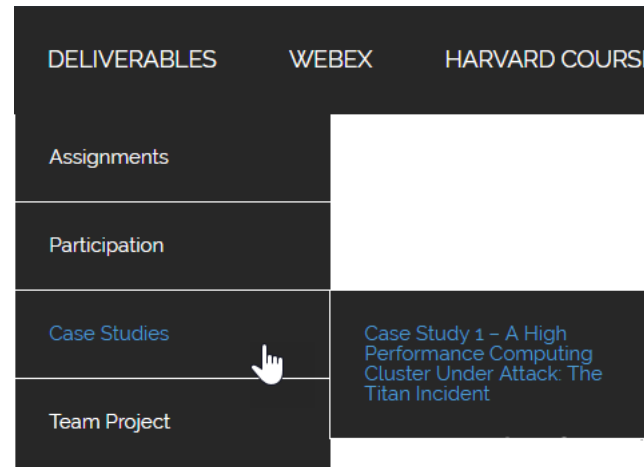 DELIVERABLES
WEBEX
HARVARD
Assignments
Participation
Case Studies
Case Study 1 – A High
Performance Computing
Cluster Under Attack: The
Titan Incident
Team Project